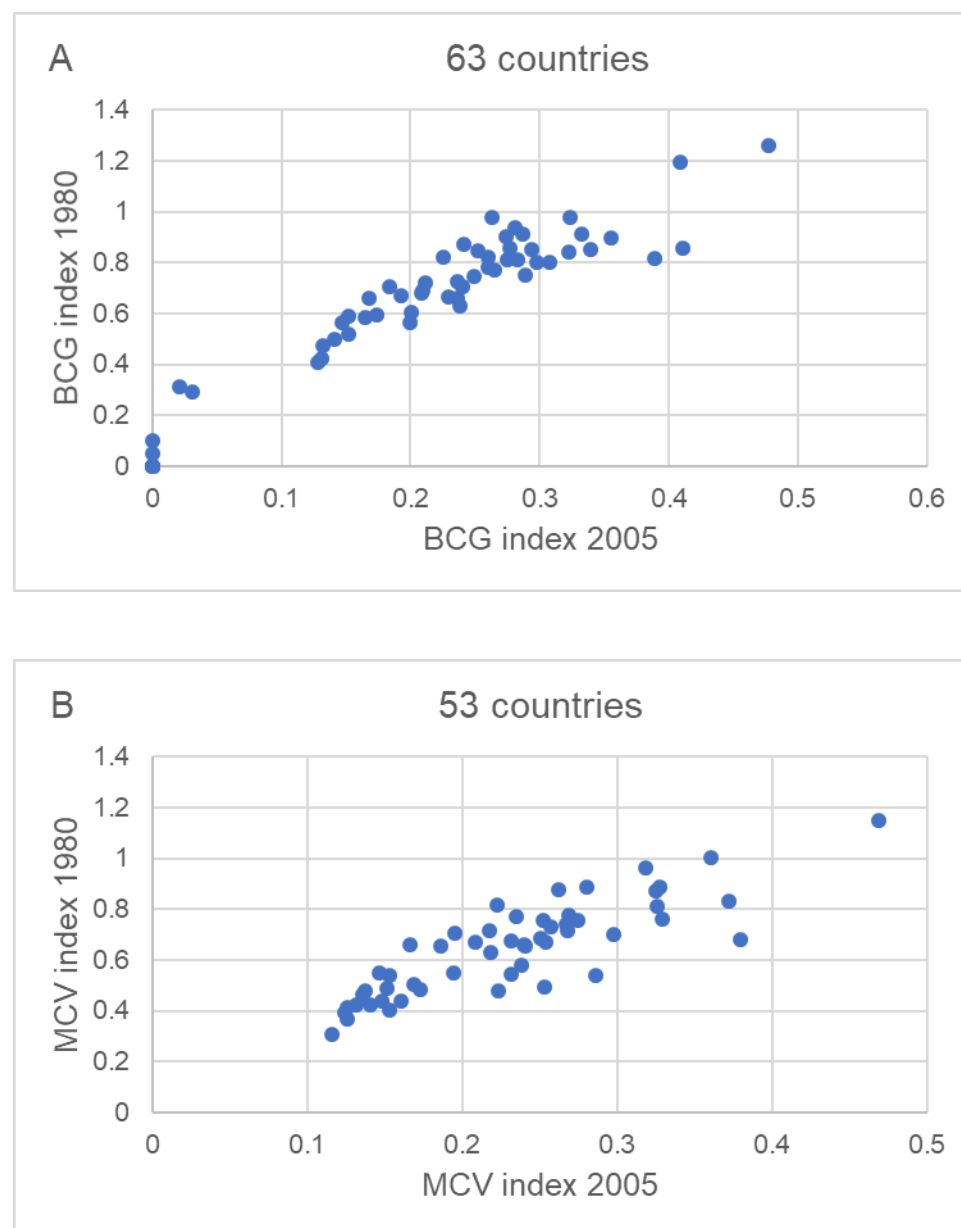 A
63 countries
1.4
1.2
1
0.8
0.6
0.4
0.2
0
BCG index 1980
0 0.1 0.2 0.3 0.4 0.5 0.6
BCG index 2005
B
53 countries
1.4
1.2
1
0.8
0.6
0.4
0.2
0
MCV index 1980
0 0.1 0.2 0.3 0.4 0.5
MCV index 2005